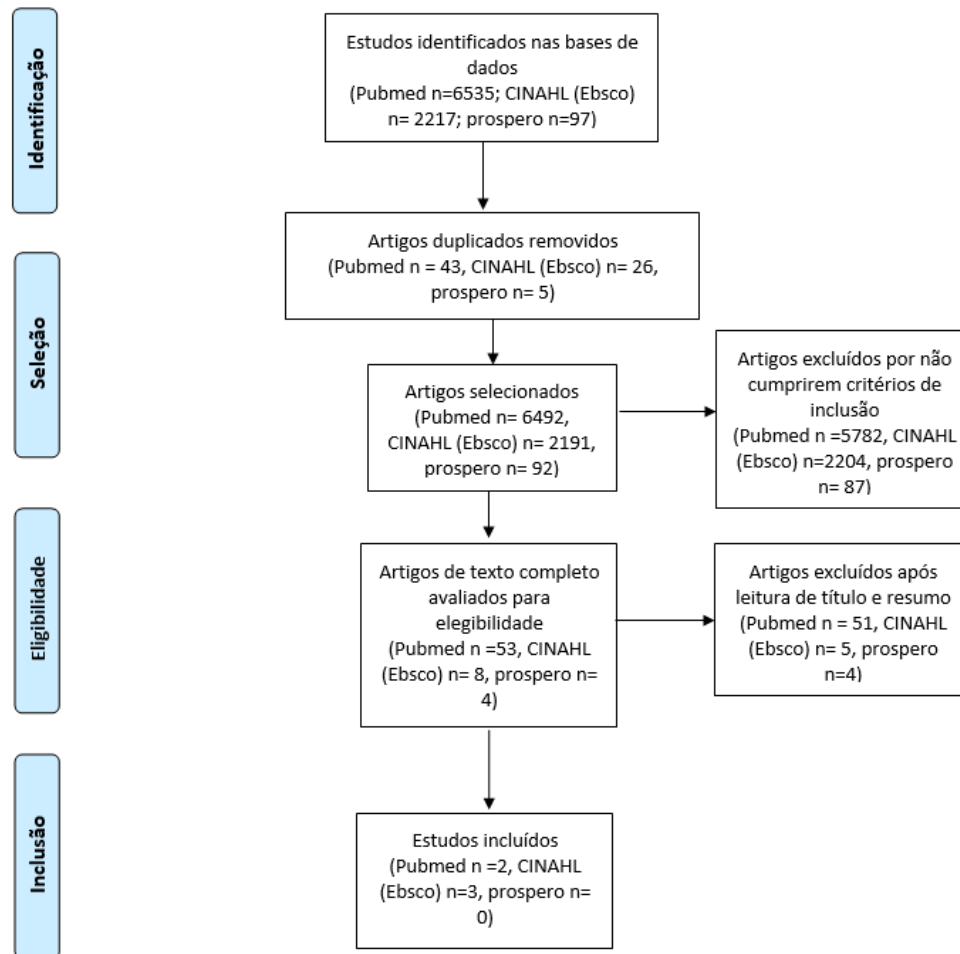 Identificação
Estudos identificados nas bases de
dados
(Pubmed n=6535; CINAHL (Ebsco)
n= 2217; prospero n=97)
Artigos duplicados removidos
(Pubmed n = 43, CINAHL (Ebsco) n= 26,
prospero n= 5)
Seleção
Artigos selecionados
(Pubmed n= 6492,
CINAHL (Ebsco) n= 2191,
prospero n= 92)
Artigos excluídos por não
cumprirem critérios de
inclusão
(Pubmed n =5782, CINAHL
(Ebsco) n=2204, prospero
n= 87)
Eligibilidade
Artigos de texto completo
avaliados para
elegebilidade
(Pubmed n =53, CINAHL
(Ebsco) n= 8, prospero n=
4)
Artigos excluídos após
leitura de título e resumo
(Pubmed n = 51, CINAHL
(Ebsco) n= 5, prospero
n=4)
Inclusão
Estudos incluídos
(Pubmed n =2, CINAHL
(Ebsco) n=3, prospero n=
0)